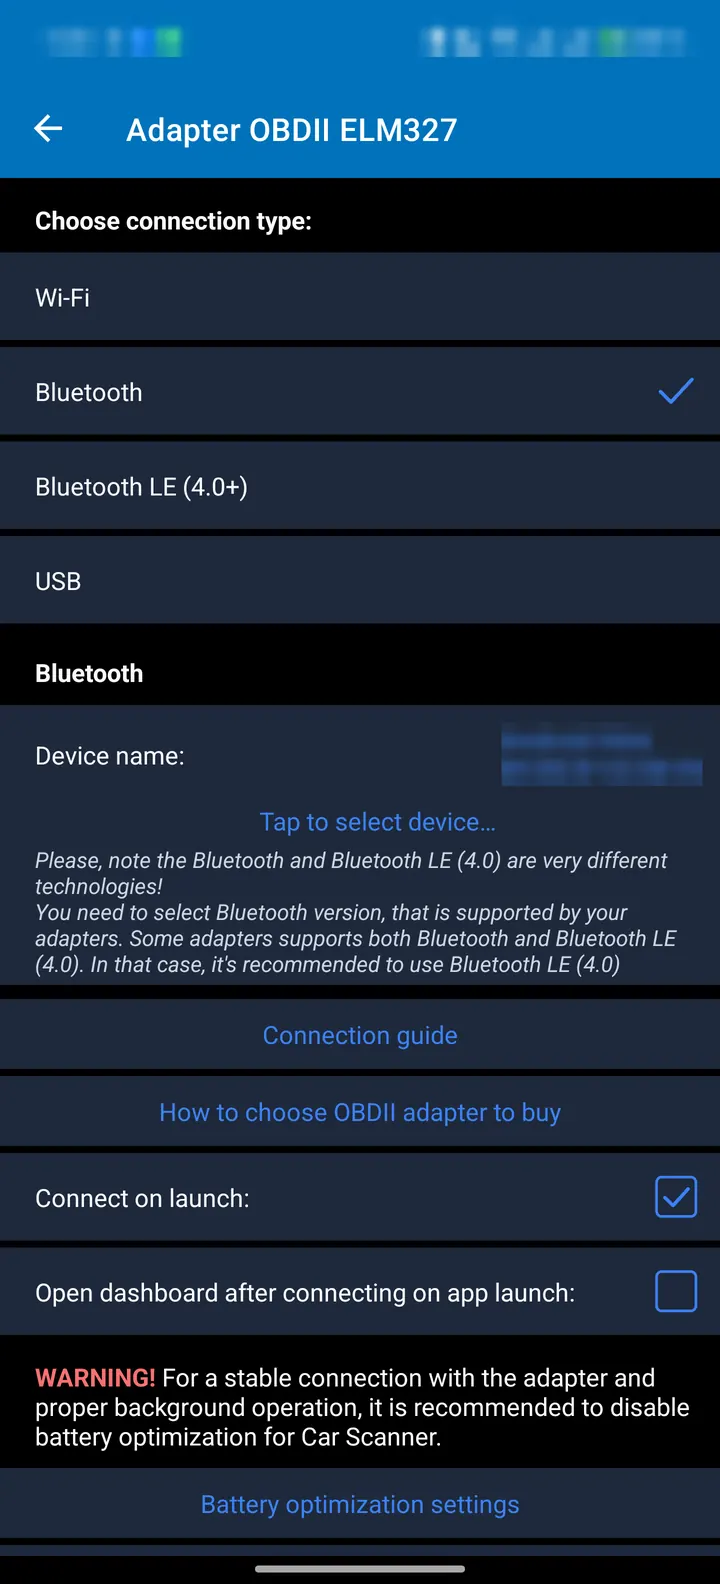 Adapter OBDII ELM327
Choose connection type:
Wi-Fi
Bluetooth
Bluetooth LE (4.0+)
USB
Bluetooth
Device name:
Tap to select device...
Please, note the Bluetooth and Bluetooth LE (4.0) are very different
technologies!
You need to select Bluetooth version, that is supported by your
adapters. Some adapters supports both Bluetooth and Bluetooth LE
(4.0). In that case, it's recommended to use Bluetooth LE (4.0)
Connection guide
How to choose OBDII adapter to buy
Connect on launch:
Open dashboard after connecting on app launch:
WARNING! For a stable connection with the adapter and
proper background operation, it is recommended to disable
battery optimization for Car Scanner.
Battery optimization settings